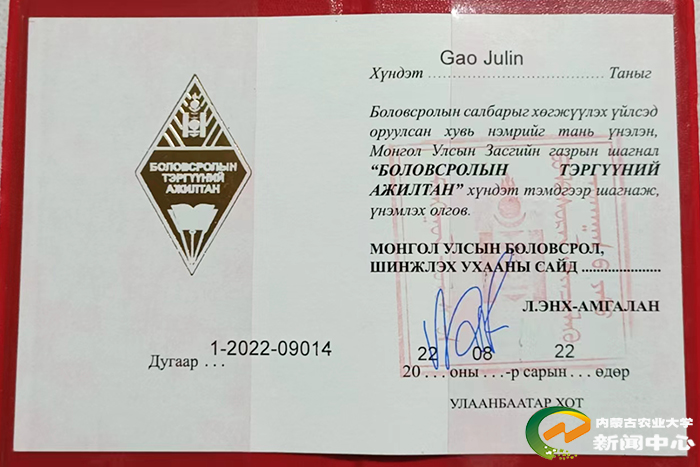 БОЛОВСРОЛЫН
ТЭРГҮҮНИЙ
АЖИЛТАН
Дугаар . . . 1-2022-09014
Gao Julin
Хүндэт ........................................ Таныг
Боловсролын салбарыг хөгжүүлэх үйлсэд
оруулсан хувь нэмрийг тань үнэлэн,
Монгол Улсын Засгийн газрын шагнал
“БОЛОВСРОЛЫН ТЭРГҮҮНИЙ
АЖИЛТАН” хүндэт тэмдгээр шагнаж,
үнэмлэх олгов.
МОНГОЛ УЛСЫН БОЛОВСРОЛ,
ШИНЖЛЭХ УХААНЫ САЙД .....................
Л.ЭНХ-АМГАЛАН
22 08 22
20 . . . оны . . .-р сарын . . . өдөр
УЛААНБААТАР ХОТ
内蒙古农业大学
新闻中心